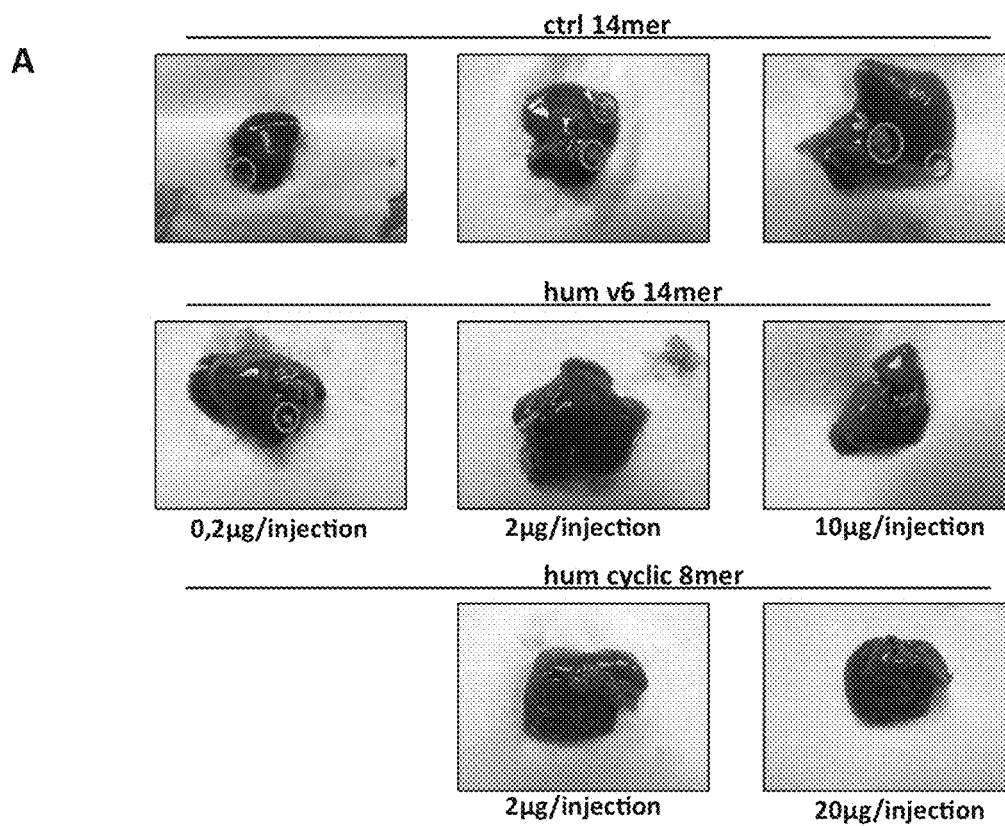 A
ctrl 14mer
hum v6 14mer
0,2µg/injection 2µg/injection 10µg/injection
hum cyclic 8mer
2µg/injection 20µg/injection